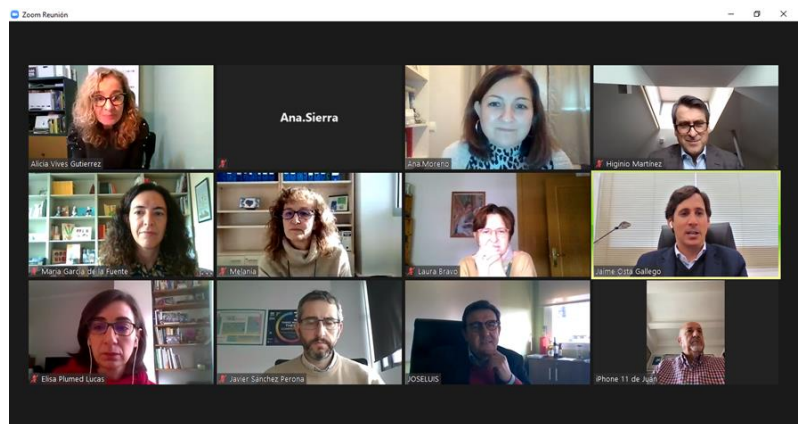 Zoom Reunión
Alicia Vives Gutierrez
Ana.Sierra
Ana.Moreno
Higinio Martínez
María García de la Fuente
Melania
Laura Bravo
Jaime Osta Gallego
Elisa Plumed Lucas
Javier Sánchez Perona
JOSELUIS
iPhone 11 de Juan